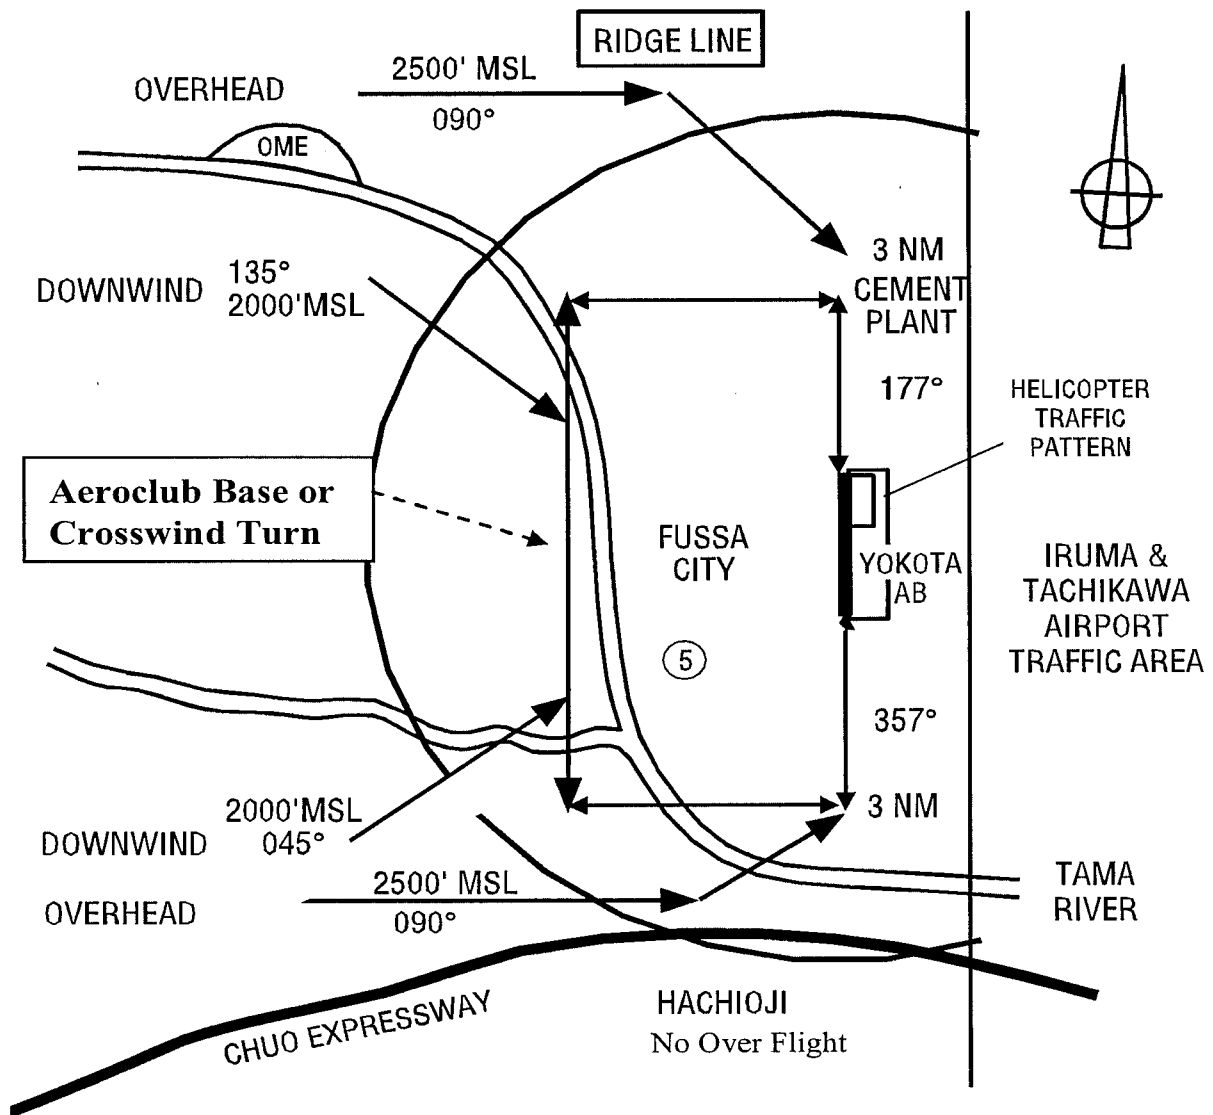 RIDGE LINE
OVERHEAD
2500' MSL
090°
OME
3 NM
CEMENT
PLANT
DOWNWIND
135°
2000'MSL
177°
HELICOPTER
TRAFFIC
PATTERN
Aeroclub Base or
Crosswind Turn
FUSSA
CITY
YOKOTA
AB
IRUMA &
TACHIKAWA
AIRPORT
TRAFFIC AREA
5
357°
3 NM
DOWNWIND
2000'MSL
045°
OVERHEAD
2500' MSL
090°
TAMA
RIVER
CHUO EXPRESSWAY
HACHIOJI
No Over Flight